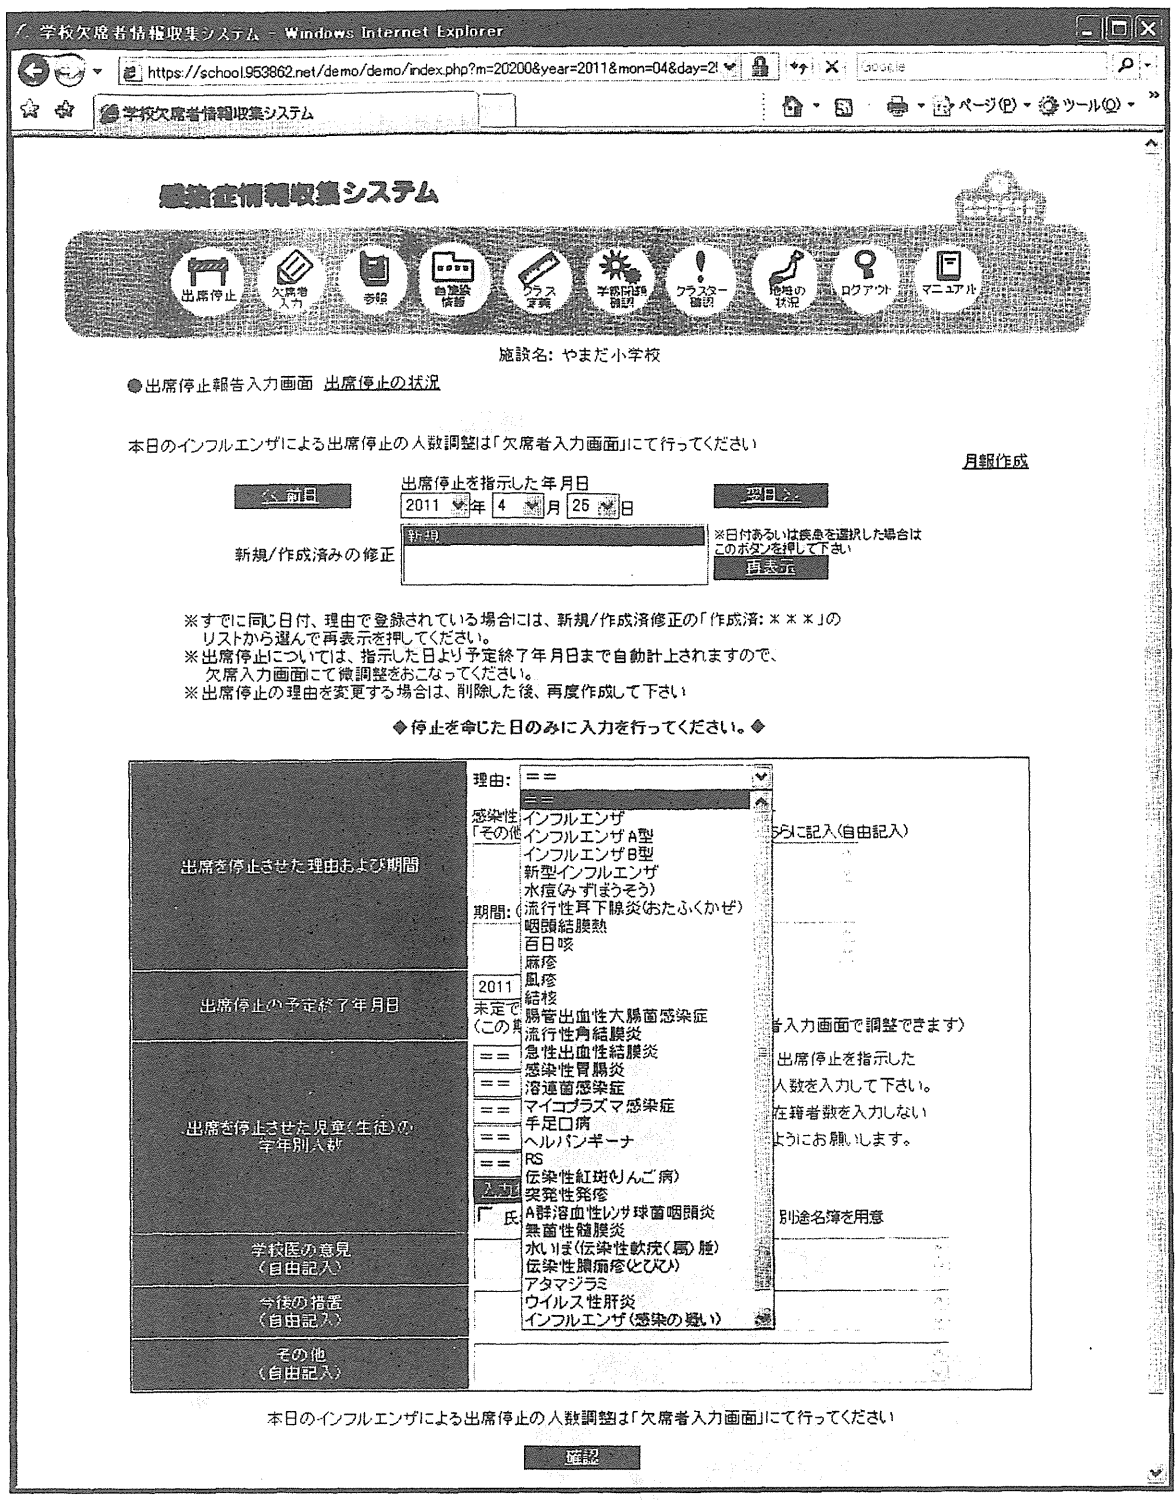 学校欠席者情報収集システム - Windows Internet Explorer
https://school.953862.net/demo/demo/index.php?m=20200&year=2011&mon=04&day=2
Google
学校欠席者情報収集システム
ページ(P)
ツール(O)
感染症情報収集システム
出席停止
欠席者入力
参照
自施設情報
クラス変更
学級閉鎖確認
クラスター確認
地域の状況
ログアウト
マニュアル
施設名: やまだ小学校
●出席停止報告入力画面 出席停止の状況
本日のインフルエンザによる出席停止の人数調整は「欠席者入力画面」にて行ってください
月報作成
<< 前日
出席停止を指示した年月日
翌日 >>
2011 年 4 月 25 日
新規/作成済みの修正
新規
※日付あるいは疾患を選択した場合は
このボタンを押して下さい
再表示
※すでに同じ日付、理由で登録されている場合には、新規/作成済修正の「作成済:＊＊＊」の
リストから選んで再表示を押してください。
※出席停止については、指示した日より予定終了年月日まで自動計上されますので、
欠席入力画面にて微調整をおこなってください。
※出席停止の理由を変更する場合は、削除した後、再度作成して下さい
◆停止を命じた日のみに入力を行ってください。◆
出席を停止させた理由および期間
理由: ==
==
感染性
「その他
ちらに記入(自由記入)
期間:(
インフルエンザ
インフルエンザA型
インフルエンザB型
新型インフルエンザ
水痘(みずぼうそう)
流行性耳下腺炎(おたふくかぜ)
咽頭結膜熱
百日咳
麻疹
風疹
結核
腸管出血性大腸菌感染症
流行性角結膜炎
急性出血性結膜炎
感染性胃腸炎
溶連菌感染症
マイコプラズマ感染症
手足口病
ヘルパンギーナ
RS
伝染性紅斑(りんご病)
突発性発疹
A群溶血性レンサ球菌咽頭炎
無菌性髄膜炎
水いぼ(伝染性軟疣(属)腫)
伝染性膿痂疹(とびひ)
アタマジラミ
ウイルス性肝炎
インフルエンザ(感染の疑い)
出席停止の予定終了年月日
2011
未定で
(この期
者入力画面で調整できます)
出席を停止させた児童(生徒)の
学年別人数
==
==
==
==
==
出席停止を指示した
人数を入力して下さい。
在籍者数を入力しない
ようにお願いします。
入力
氏
別途名簿を用意
学校医の意見
(自由記入)
今後の措置
(自由記入)
その他
(自由記入)
本日のインフルエンザによる出席停止の人数調整は「欠席者入力画面」にて行ってください
確認